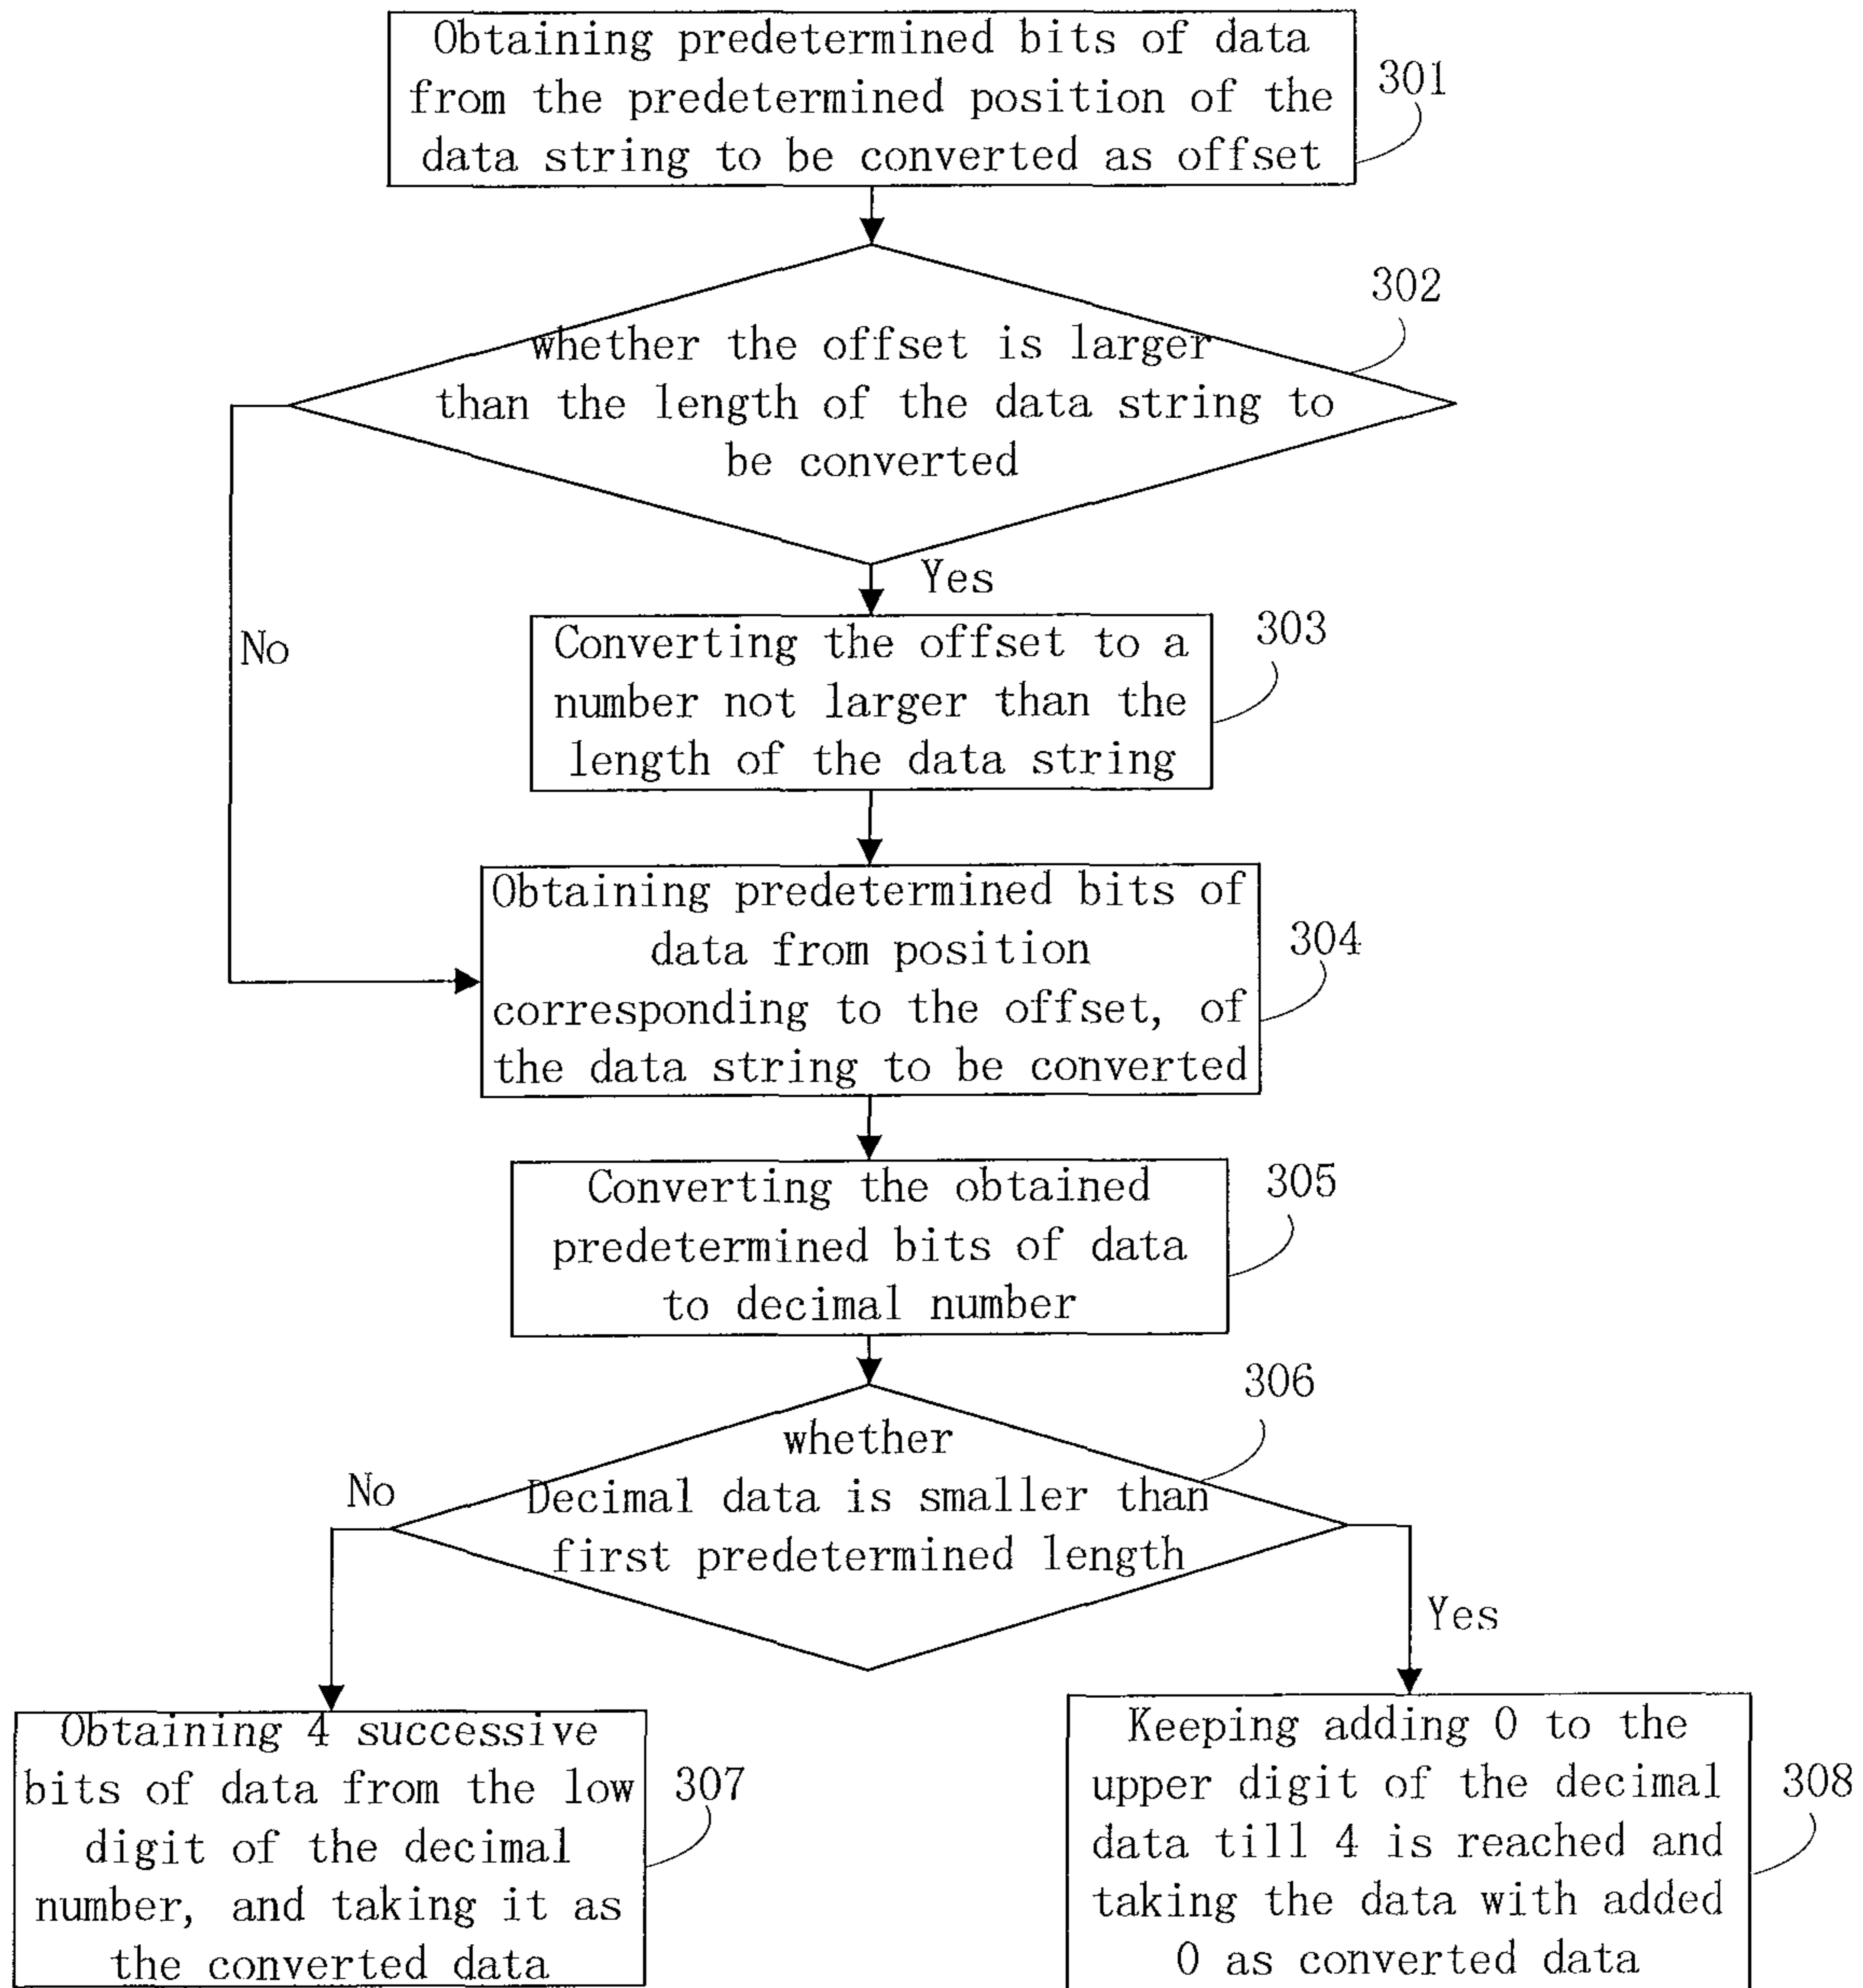 Obtaining predetermined bits of data
from the predetermined position of the
data string to be converted as offset
301
302
whether the offset is larger
than the length of the data string to
be converted
Yes
No
Converting the offset to a
number not larger than the
length of the data string
303
Obtaining predetermined bits of
data from position
corresponding to the offset, of
the data string to be converted
304
Converting the obtained
predetermined bits of data
to decimal number
305
306
whether
Decimal data is smaller than
first predetermined length
No
Yes
Obtaining 4 successive
bits of data from the low
digit of the decimal
number, and taking it as
the converted data
307
Keeping adding 0 to the
upper digit of the decimal
data till 4 is reached and
taking the data with added
0 as converted data
308